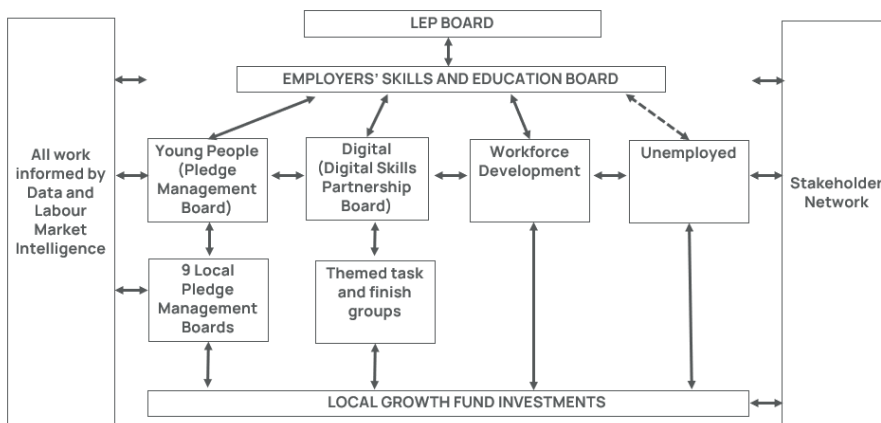 LEP BOARD
EMPLOYERS' SKILLS AND EDUCATION BOARD
All work
informed by
Data and
Labour
Market
Intelligence
Young People
(Pledge
Management
Board)
Digital
(Digital Skills
Partnership
Board)
Workforce
Development
Unemployed
Stakeholder
Network
9 Local
Pledge
Management
Boards
Themed task
and finish
groups
LOCAL GROWTH FUND INVESTMENTS